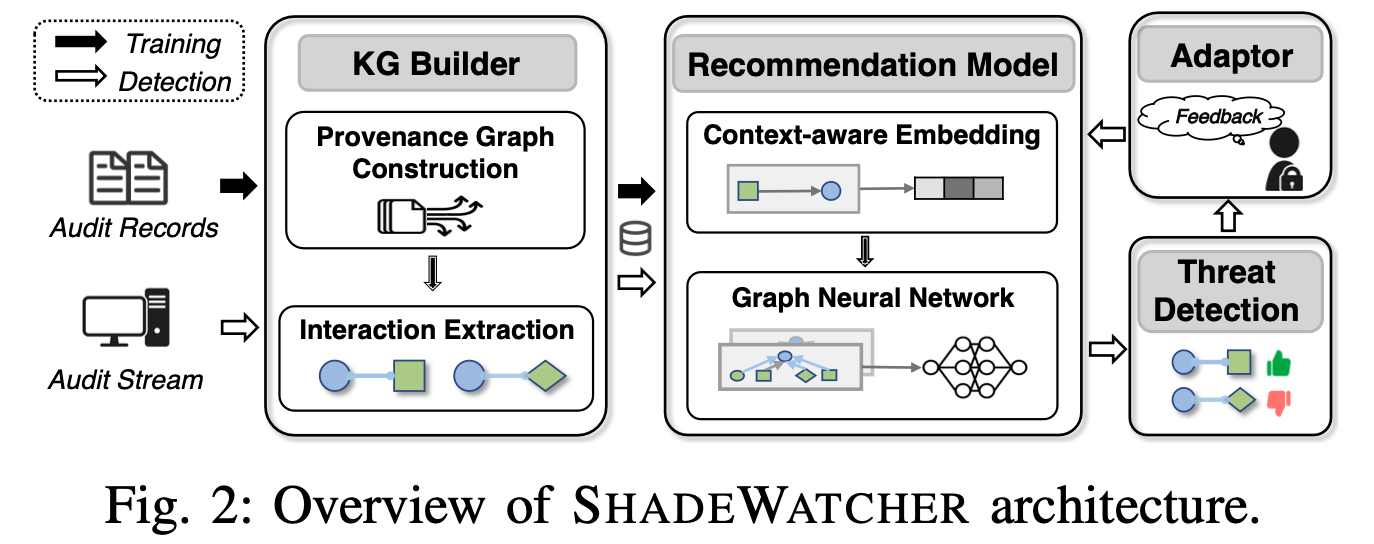 Training
Detection
Audit Records
Audit Stream
KG Builder
Provenance Graph
Construction
Interaction Extraction
Recommendation Model
Context-aware Embedding
Graph Neural Network
Adaptor
Feedback
Threat
Detection
Fig. 2: Overview of SHADEWATCHER architecture.